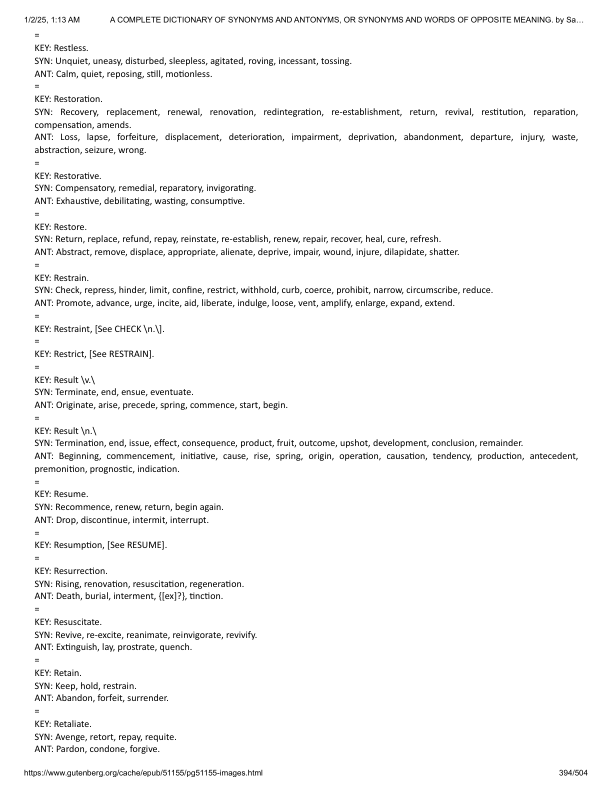 1/2/25, 1:13 AM A COMPLETE DICTIONARY OF SYNONYMS AND ANTONYMS, OR SYNONYMS AND WORDS OF OPPOSITE MEANING. by Sa…
=
KEY: Restless.
SYN: Unquiet, uneasy, disturbed, sleepless, agitated, roving, incessant, tossing.
ANT: Calm, quiet, reposing, still, motionless.
=
KEY: Restoration.
SYN: Recovery, replacement, renewal, renovation, redintegration, re-establishment, return, revival, restitution, reparation,
compensation, amends.
ANT: Loss, lapse, forfeiture, displacement, deterioration, impairment, deprivation, abandonment, departure, injury, waste,
abstraction, seizure, wrong.
=
KEY: Restorative.
SYN: Compensatory, remedial, reparatory, invigorating.
ANT: Exhaustive, debilitating, wasting, consumptive.
=
KEY: Restore.
SYN: Return, replace, refund, repay, reinstate, re-establish, renew, repair, recover, heal, cure, refresh.
ANT: Abstract, remove, displace, appropriate, alienate, deprive, impair, wound, injure, dilapidate, shatter.
=
KEY: Restrain.
SYN: Check, repress, hinder, limit, confine, restrict, withhold, curb, coerce, prohibit, narrow, circumscribe, reduce.
ANT: Promote, advance, urge, incite, aid, liberate, indulge, loose, vent, amplify, enlarge, expand, extend.
=
KEY: Restraint, [See CHECK \n.\].
=
KEY: Restrict, [See RESTRAIN].
=
KEY: Result \v.\
SYN: Terminate, end, ensue, eventuate.
ANT: Originate, arise, precede, spring, commence, start, begin.
=
KEY: Result \n.\
SYN: Termination, end, issue, effect, consequence, product, fruit, outcome, upshot, development, conclusion, remainder.
ANT: Beginning, commencement, initiative, cause, rise, spring, origin, operation, causation, tendency, production, antecedent,
premonition, prognostic, indication.
=
KEY: Resume.
SYN: Recommence, renew, return, begin again.
ANT: Drop, discontinue, intermit, interrupt.
=
KEY: Resumption, [See RESUME].
=
KEY: Resurrection.
SYN: Rising, renovation, resuscitation, regeneration.
ANT: Death, burial, interment, {[ex]?}, tinction.
=
KEY: Resuscitate.
SYN: Revive, re-excite, reanimate, reinvigorate, revivify.
ANT: Extinguish, lay, prostrate, quench.
=
KEY: Retain.
SYN: Keep, hold, restrain.
ANT: Abandon, forfeit, surrender.
=
KEY: Retaliate.
SYN: Avenge, retort, repay, requite.
ANT: Pardon, condone, forgive.
https://www.gutenberg.org/cache/epub/51155/pg51155-images.html 394/504